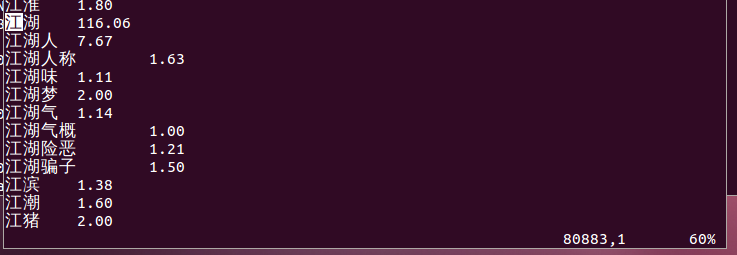 江淮 1.80
江湖 116.06
江湖人 7.67
江湖人称 1.63
江湖味 1.11
江湖梦 2.00
江湖气 1.14
江湖气概 1.00
江湖险恶 1.21
江湖骗子 1.50
江滨 1.38
江潮 1.60
江猪 2.00
80883,1 60%